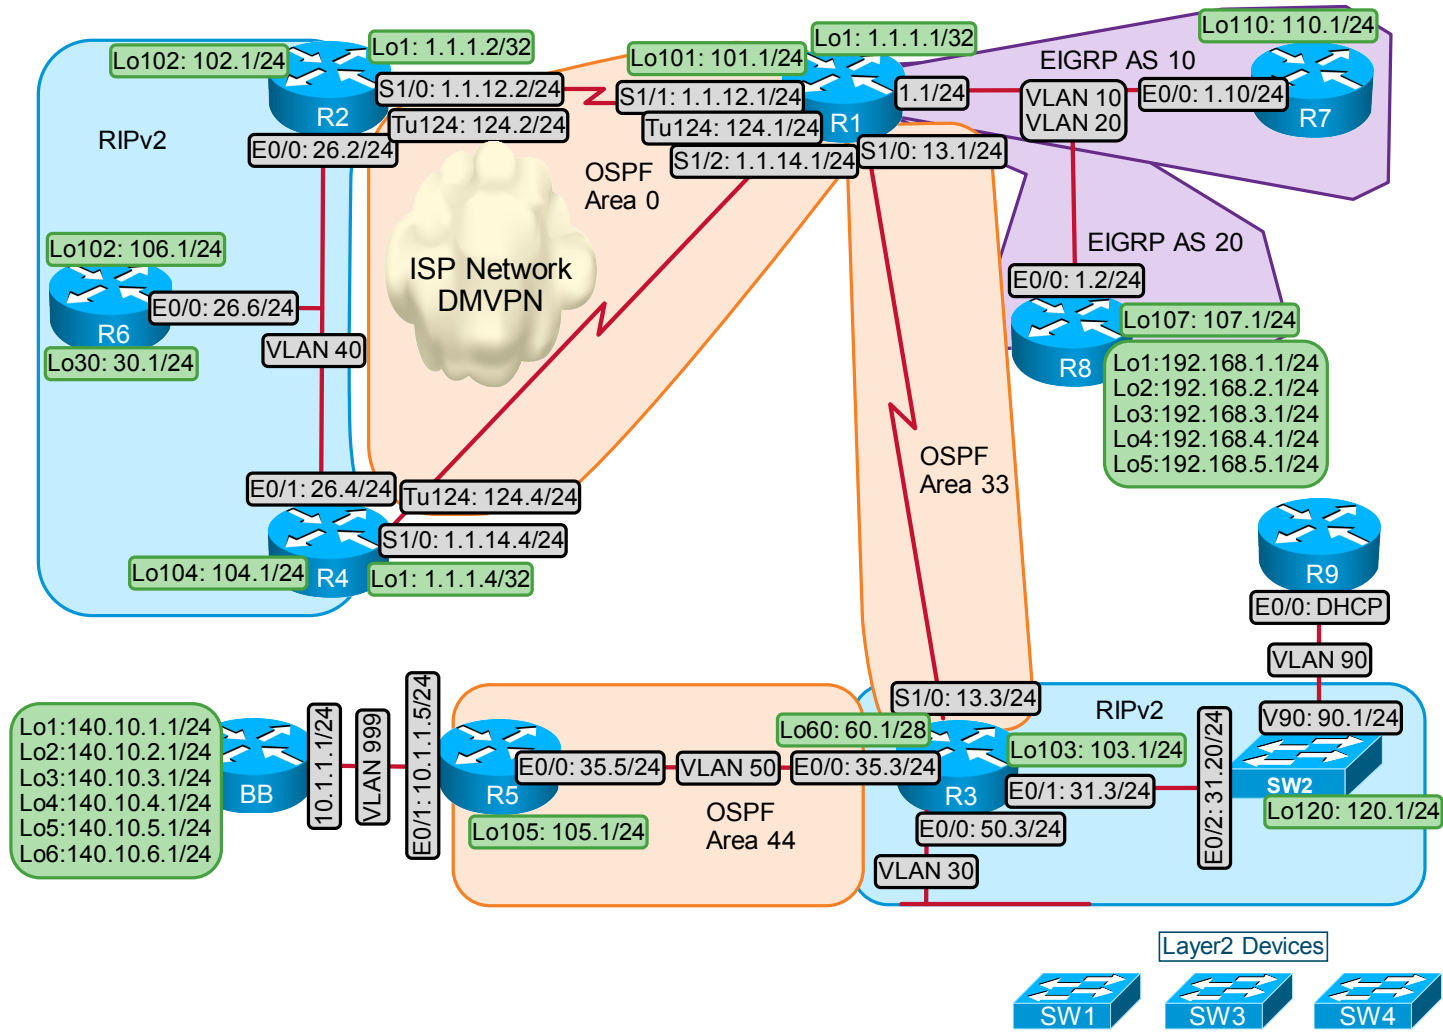 Lo102: 102.1/24
Lo1: 1.1.1.2/32
R2
S1/0: 1.1.12.2/24
Tu124: 124.2/24
E0/0: 26.2/24
RIPv2
Lo101: 101.1/24
Lo1: 1.1.1.1/32
R1
S1/1: 1.1.12.1/24
Tu124: 124.1/24
S1/2: 1.1.14.1/24
S1/0: 13.1/24
1.1/24
OSPF
Area 0
EIGRP AS 10
VLAN 10
VLAN 20
Lo110: 110.1/24
E0/0: 1.10/24
R7
ISP Network
DMVPN
Lo102: 106.1/24
R6
E0/0: 26.6/24
Lo30: 30.1/24
VLAN 40
EIGRP AS 20
E0/0: 1.2/24
R8
Lo107: 107.1/24
Lo1:192.168.1.1/24
Lo2:192.168.2.1/24
Lo3:192.168.3.1/24
Lo4:192.168.4.1/24
Lo5:192.168.5.1/24
OSPF
Area 33
E0/1: 26.4/24
Tu124: 124.4/24
S1/0: 1.1.14.4/24
R4
Lo104: 104.1/24
Lo1: 1.1.1.4/32
R9
E0/0: DHCP
VLAN 90
V90: 90.1/24
SW2
Lo120: 120.1/24
Lo1:140.10.1.1/24
Lo2:140.10.2.1/24
Lo3:140.10.3.1/24
Lo4:140.10.4.1/24
Lo5:140.10.5.1/24
Lo6:140.10.6.1/24
BB
10.1.1.1/24
VLAN 999
E0/1: 10.1.1.5/24
R5
E0/0: 35.5/24
VLAN 50
E0/0: 35.3/24
Lo105: 105.1/24
OSPF
Area 44
S1/0: 13.3/24
Lo60: 60.1/28
RIPv2
R3
Lo103: 103.1/24
E0/1: 31.3/24
E0/2: 31.20/24
E0/0: 50.3/24
VLAN 30
Layer2 Devices
SW1
SW3
SW4